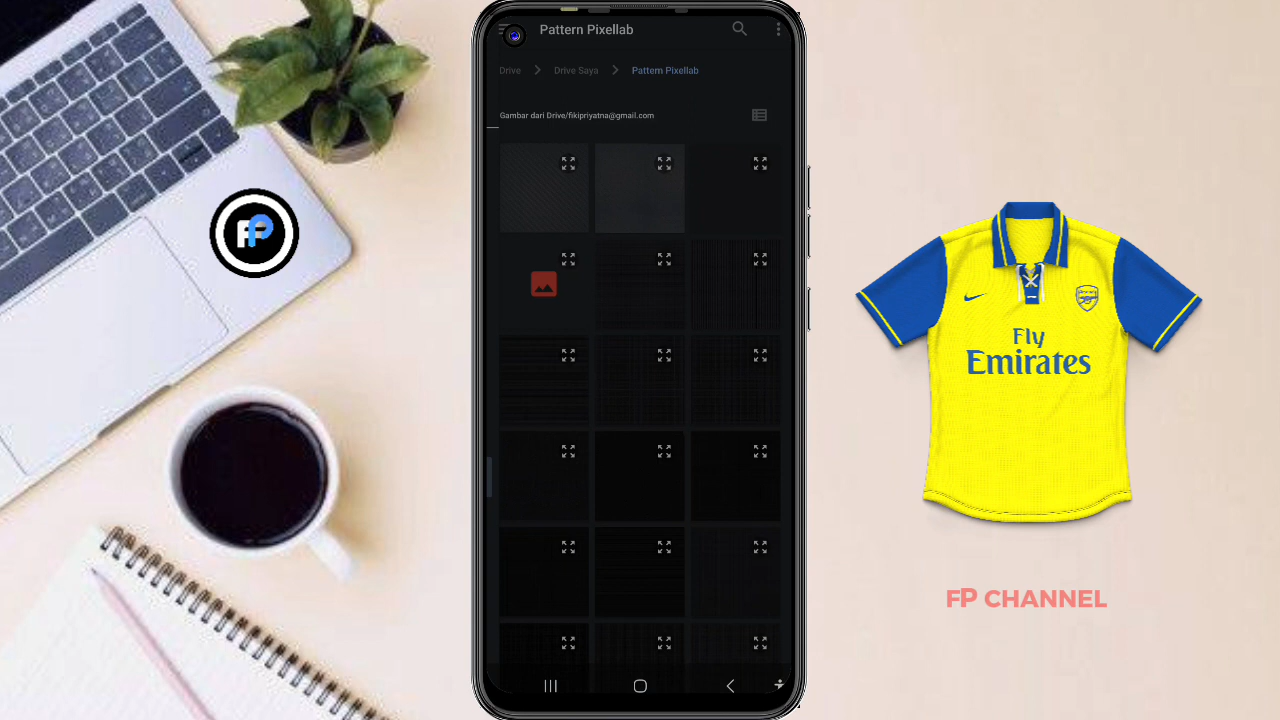 Pattern Pixellab
Drive
Drive Saya
Pattern Pixellab
Gambar dari Drive/fikipriyatna@gmail.com
FP
Fly
Emirates
FP CHANNEL